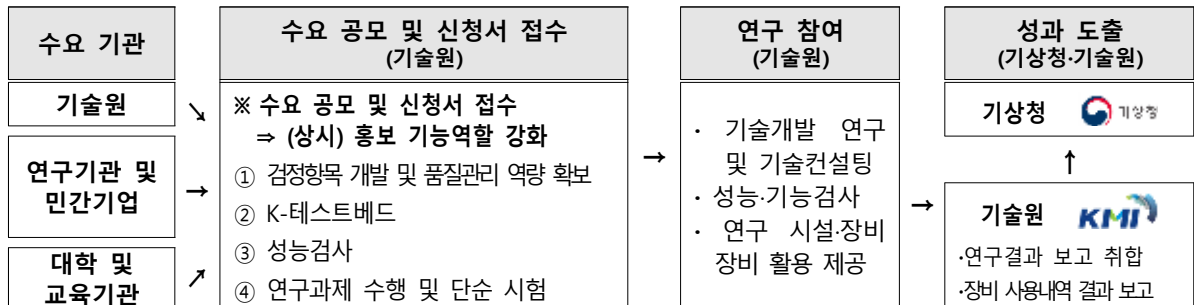 수요 기관
기술원
연구기관 및
민간기업
대학 및
교육기관
↘
→
↗
수요 공모 및 신청서 접수
(기술원)
※ 수요 공모 및 신청서 접수
⇒ (상시) 홍보 기능역할 강화
① 검정항목 개발 및 품질관리 역량 확보
② K-테스트베드
③ 성능검사
④ 연구과제 수행 및 단순 시험
→
연구 참여
(기술원)
· 기술개발 연구
및 기술컨설팅
· 성능·기능검사
· 연구 시설·장비
장비 활용 제공
→
성과 도출
(기상청·기술원)
기상청 기상청
↑
기술원 KMI
·연구결과 보고 취합
·장비 사용내역 결과 보고